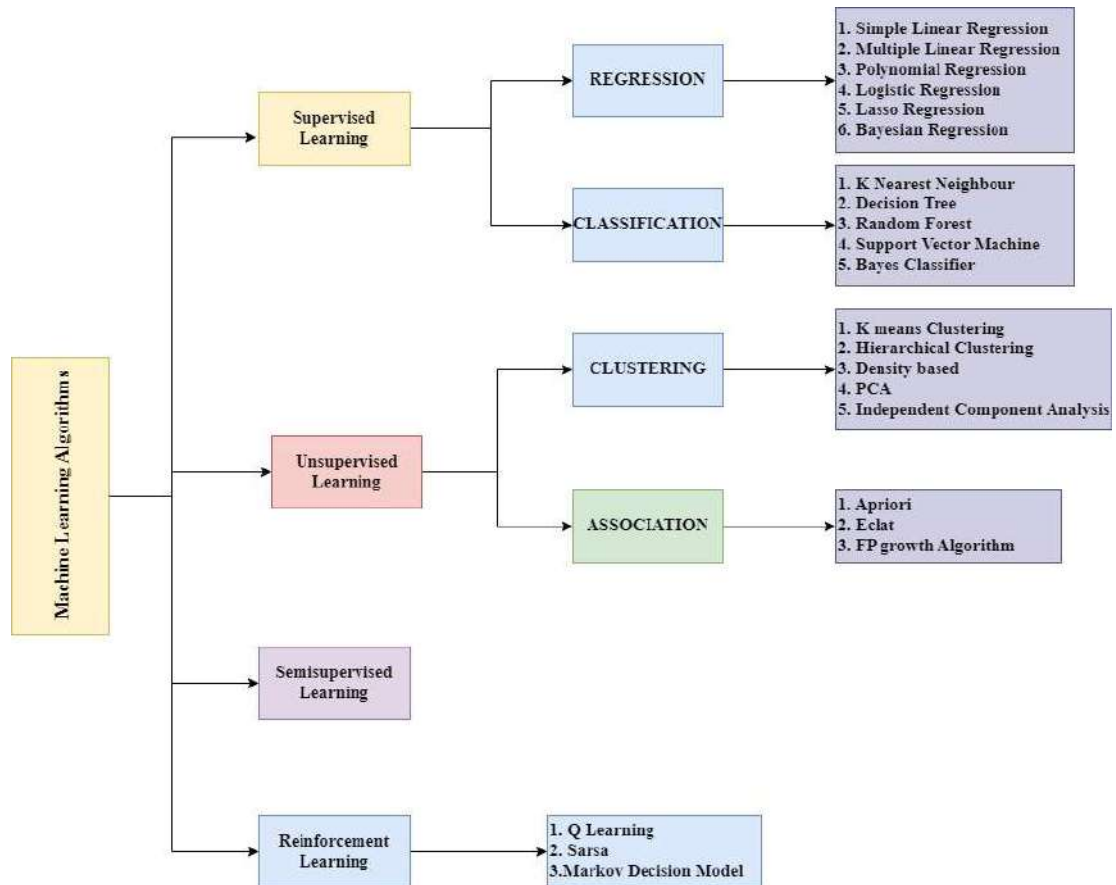 Machine Learning Algorithms
Supervised
Learning
REGRESSION
1. Simple Linear Regression
2. Multiple Linear Regression
3. Polynomial Regression
4. Logistic Regression
5. Lasso Regression
6. Bayesian Regression
CLASSIFICATION
1. K Nearest Neighbour
2. Decision Tree
3. Random Forest
4. Support Vector Machine
5. Bayes Classifier
Unsupervised
Learning
CLUSTERING
1. K means Clustering
2. Hierarchical Clustering
3. Density based
4. PCA
5. Independent Component Analysis
ASSOCIATION
1. Apriori
2. Eclat
3. FP growth Algorithm
Semisupervised
Learning
Reinforcement
Learning
1. Q Learning
2. Sarsa
3.Markov Decision Model